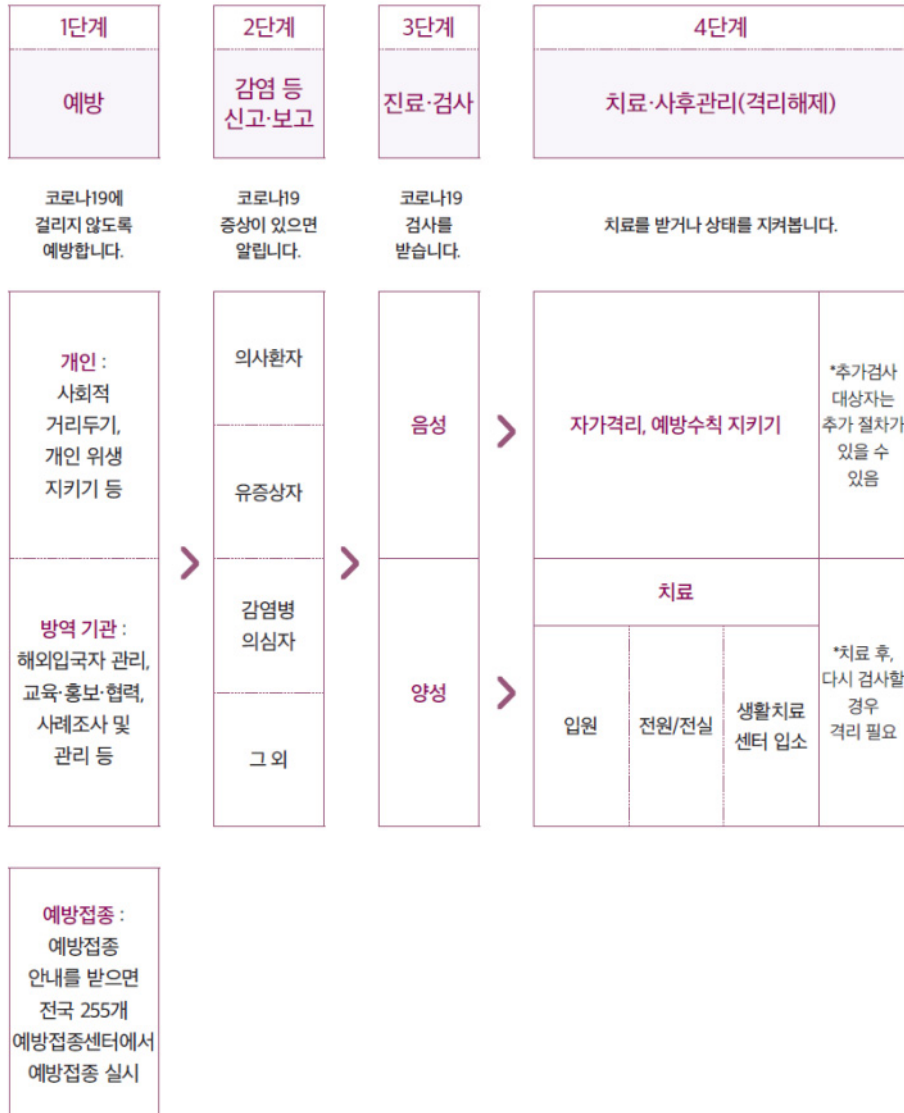 1단계
예방
2단계
감염 등
신고·보고
3단계
진료·검사
4단계
치료·사후관리(격리해제)
코로나19에
걸리지 않도록
예방합니다.
코로나19
증상이 있으면
알립니다.
코로나19
검사를
받습니다.
치료를 받거나 상태를 지켜봅니다.
개인 :
사회적
거리두기,
개인 위생
지키기 등
방역 기관 :
해외입국자 관리,
교육·홍보·협력,
사례조사 및
관리 등
의사환자
유증상자
감염병
의심자
그 외
음성
양성
자가격리, 예방수칙 지키기
*추가검사
대상자는
추가 절차가
있을 수
있음
치료
입원
전원/전실
생활치료
센터 입소
*치료 후,
다시 검사할
경우
격리 필요
예방접종 :
예방접종
안내를 받으면
전국 255개
예방접종센터에서
예방접종 실시